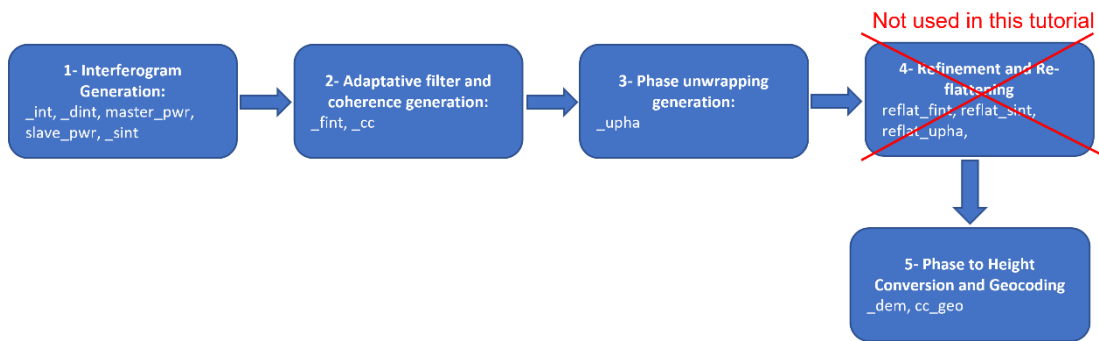 Not used in this tutorial
1- Interferogram
Generation:
_int, _dint, master_pwr,
slave_pwr, _sint
2- Adaptative filter and
coherence generation:
_fint, _cc
3- Phase unwrapping
generation:
_upha
4- Refinement and Re-
flattening
reflat_fint, reflat_sint,
reflat_upha,
5- Phase to Height
Conversion and Geocoding
_dem, cc_geo